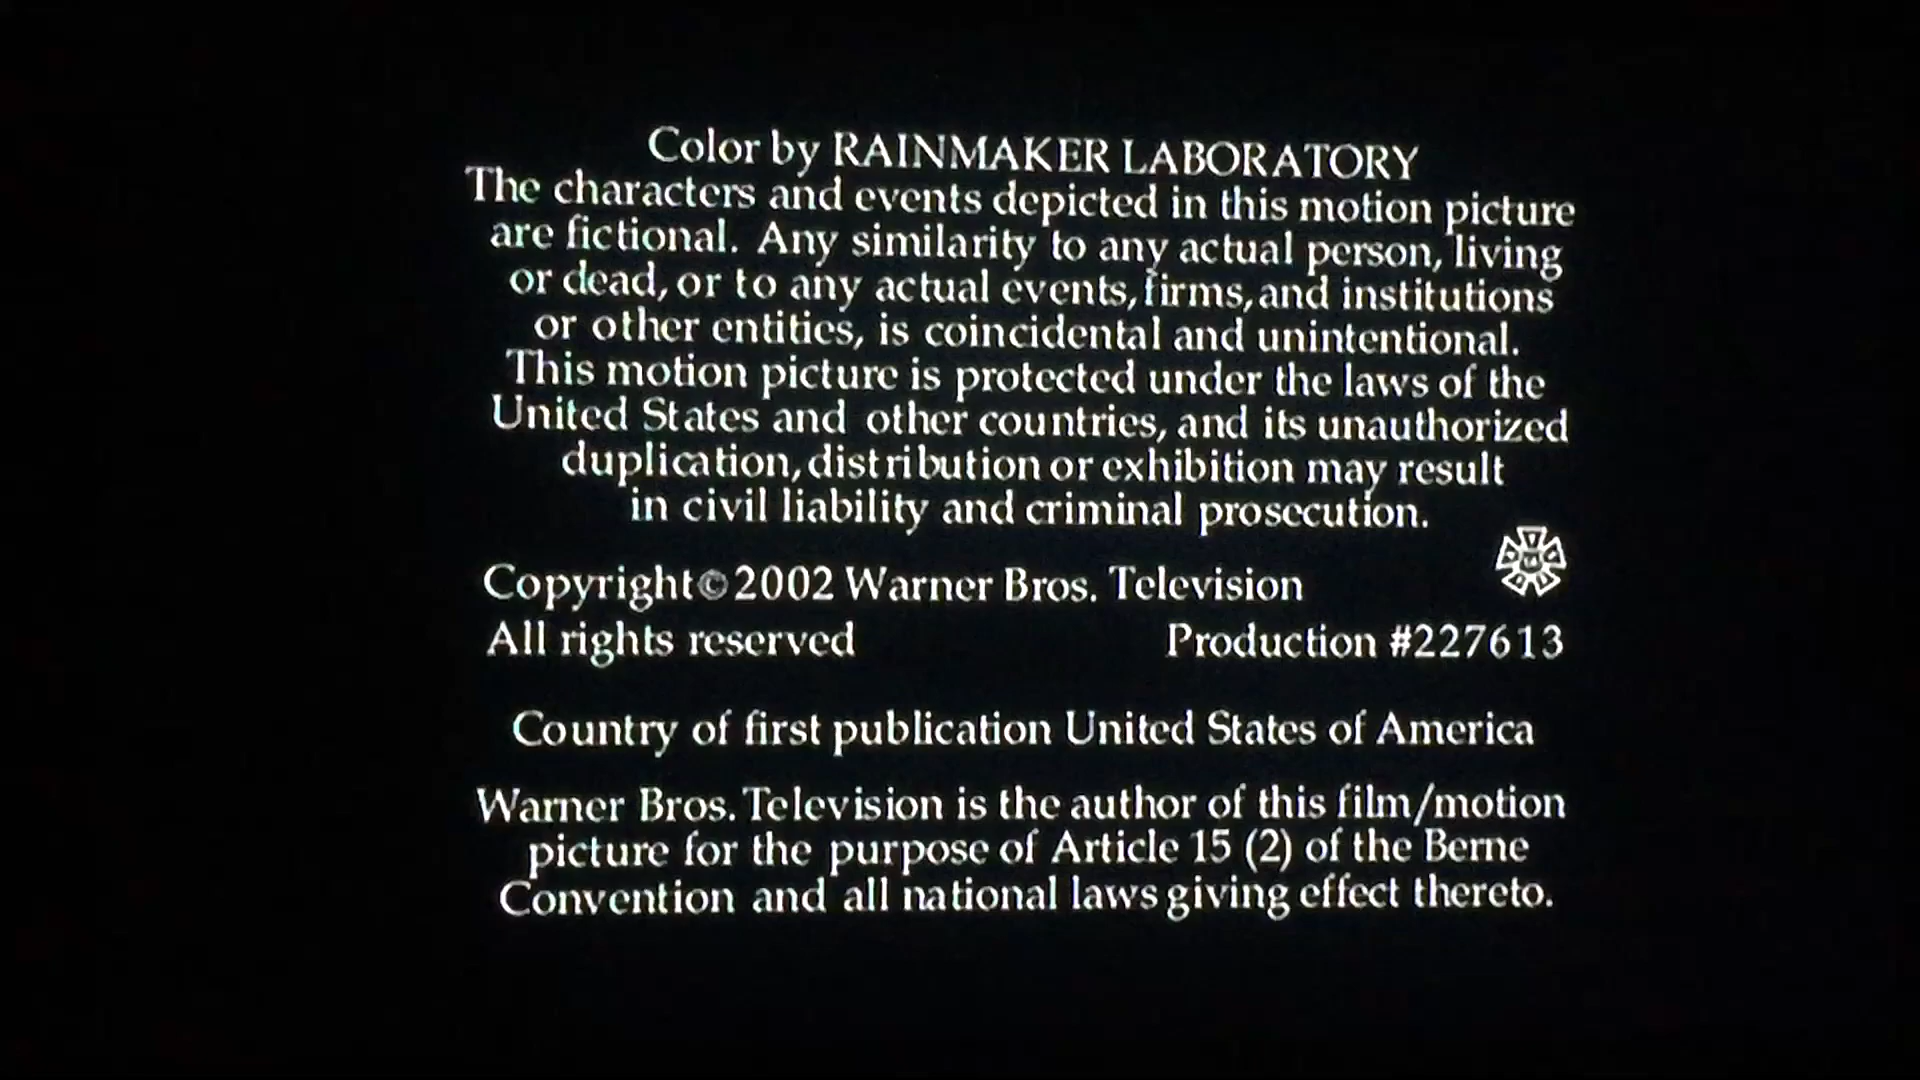 Color by RAINMAKER LABORATORY
The characters and events depicted in this motion picture
are fictional. Any similarity to any actual person, living
or dead, or to any actual events, firms, and institutions
or other entities, is coincidental and unintentional.
This motion picture is protected under the laws of the
United States and other countries, and its unauthorized
duplication, distribution or exhibition may result
in civil liability and criminal prosecution.
Copyright © 2002 Warner Bros. Television
All rights reserved Production #227613
Country of first publication United States of America
Warner Bros. Television is the author of this film/motion
picture for the purpose of Article 15 (2) of the Berne
Convention and all national laws giving effect thereto.